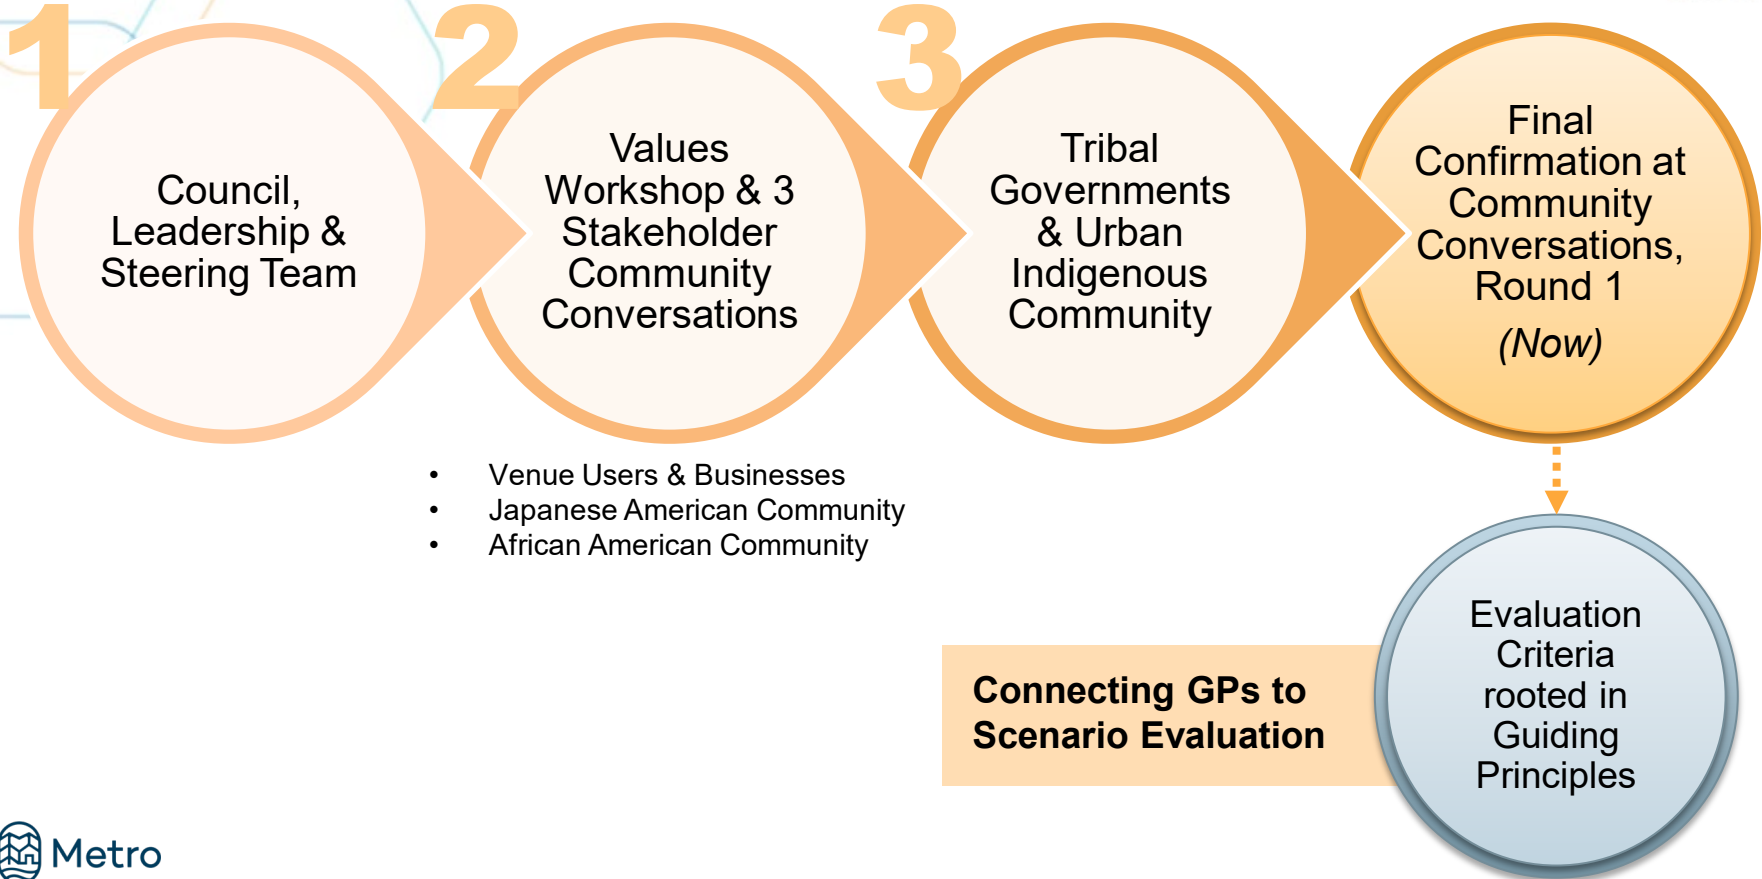 1
Council,
Leadership &
Steering Team
2
Values
Workshop & 3
Stakeholder
Community
Conversations
• Venue Users & Businesses
• Japanese American Community
• African American Community
3
Tribal
Governments
& Urban
Indigenous
Community
Final
Confirmation at
Community
Conversations,
Round 1
(Now)
Connecting GPs to
Scenario Evaluation
Evaluation
Criteria
rooted in
Guiding
Principles
Metro